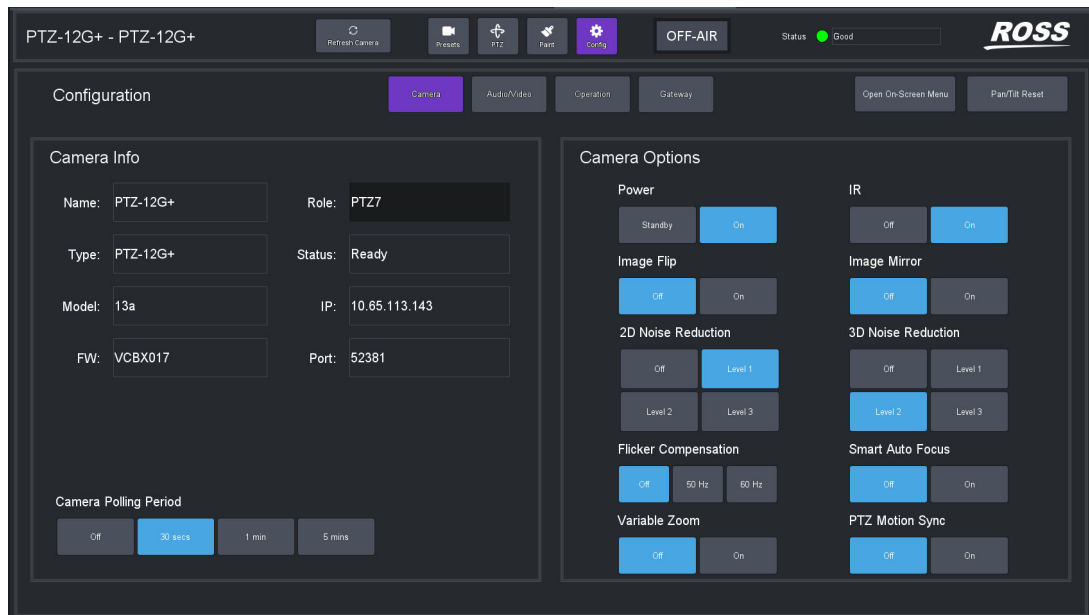 PTZ-12G+ - PTZ-12G+
Refresh Camera
Presets
PTZ
Paint
Config
OFF-AIR
Status
Good
ROSS
Configuration
Camera
Audio/Video
Operation
Gateway
Open On-Screen Menu
Pan/Tilt Reset
Camera Info
Name: PTZ-12G+ Role: PTZ7
Type: PTZ-12G+ Status: Ready
Model: 13a IP: 10.65.113.143
FW: VCBX017 Port: 52381
Camera Polling Period
Off 30 secs 1 min 5 mins
Camera Options
Power
Standby On
IR
Off On
Image Flip
Off On
Image Mirror
Off On
2D Noise Reduction
Off Level 1
Level 2 Level 3
3D Noise Reduction
Off Level 1
Level 2 Level 3
Flicker Compensation
Off 50 Hz 60 Hz
Smart Auto Focus
Off On
Variable Zoom
Off On
PTZ Motion Sync
Off On